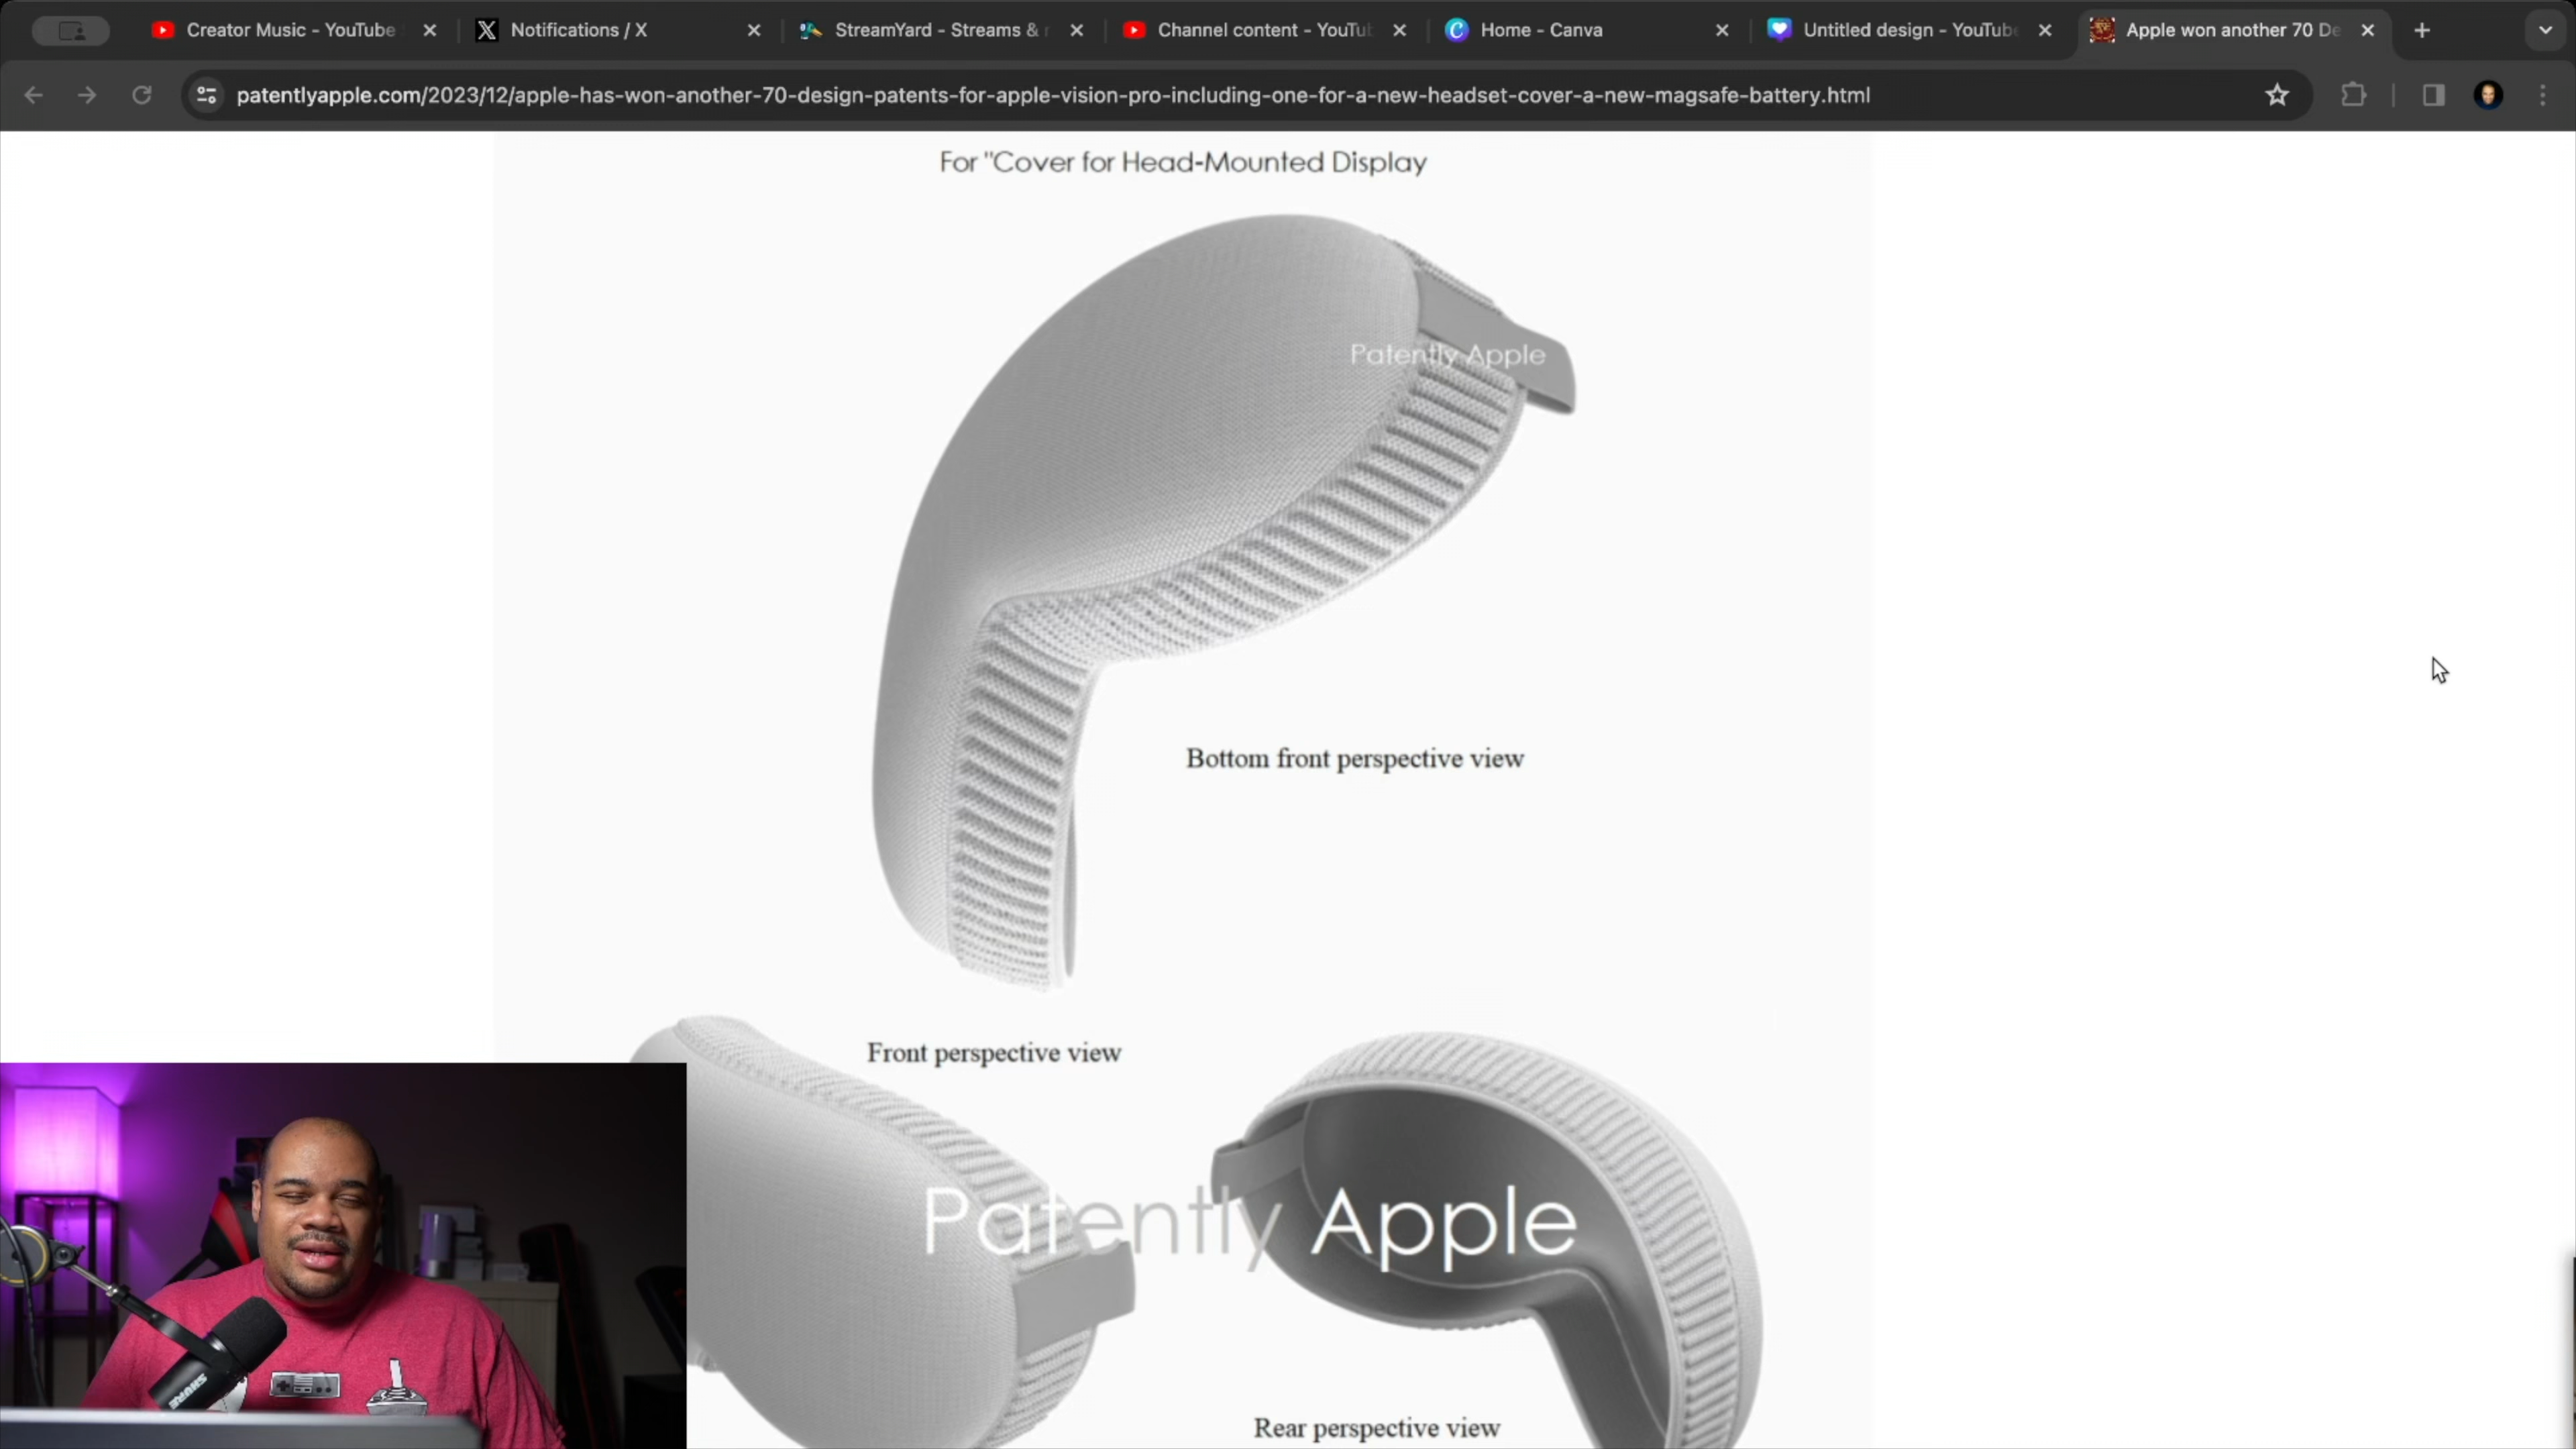 Creator Music - YouTube
Notifications / X
StreamYard - Streams &
Channel content - YouTu
Home - Canva
Untitled design - YouTub
Apple won another 70 De
patentlyapple.com/2023/12/apple-has-won-another-70-design-patents-for-apple-vision-pro-including-one-for-a-new-headset-cover-a-new-magsafe-battery.html
For "Cover for Head-Mounted Display
Patently Apple
Bottom front perspective view
Front perspective view
Patently Apple
Rear perspective view
SHURE